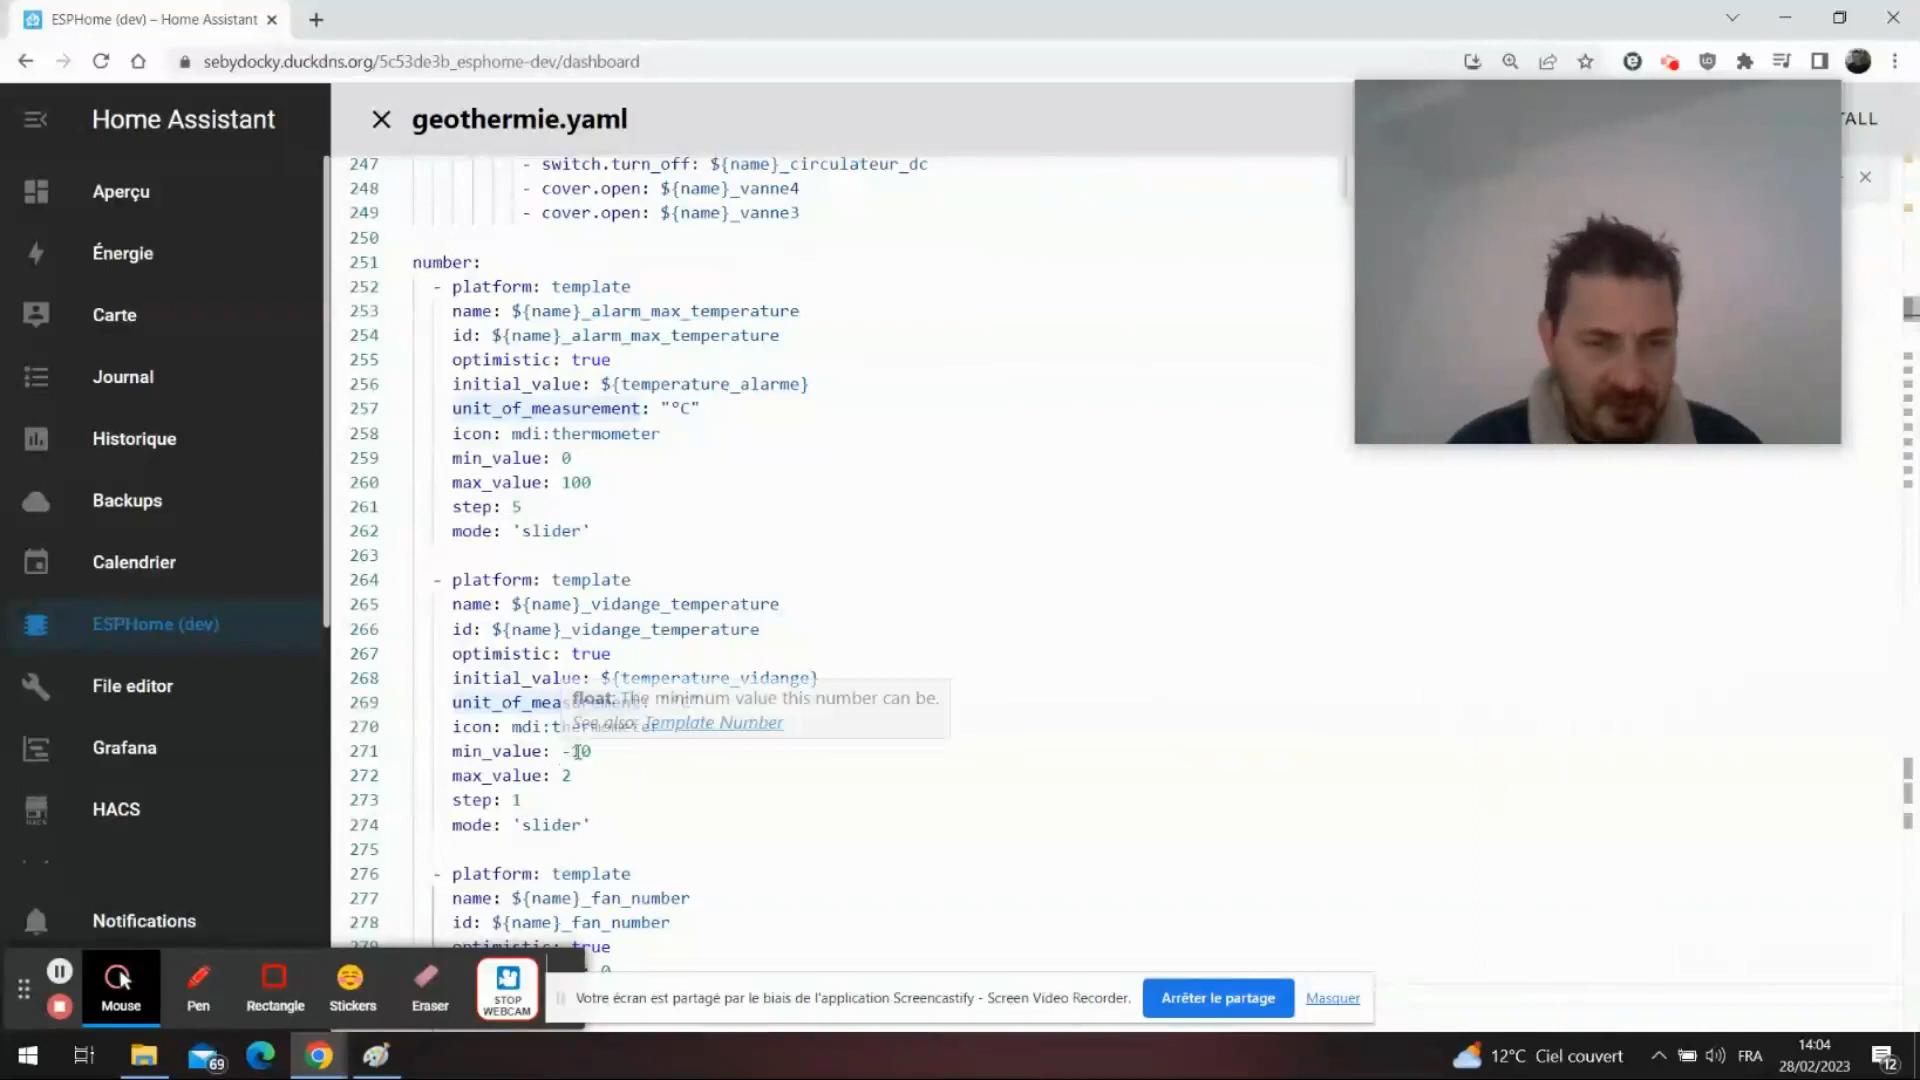 ESPHome (dev) – Home Assistant
sebydocky.duckdns.org/5c53de3b_esphome-dev/dashboard
Home Assistant
geothermie.yaml
TALL
Aperçu
Énergie
Carte
Journal
Historique
Backups
Calendrier
ESPHome (dev)
File editor
Grafana
HACS
Notifications
247 - switch.turn_off: ${name}_circulateur_dc
248 - cover.open: ${name}_vanne4
249 - cover.open: ${name}_vanne3
250
251 number:
252 - platform: template
253 name: ${name}_alarm_max_temperature
254 id: ${name}_alarm_max_temperature
255 optimistic: true
256 initial_value: ${temperature_alarme}
257 unit_of_measurement: "°C"
258 icon: mdi:thermometer
259 min_value: 0
260 max_value: 100
261 step: 5
262 mode: 'slider'
263
264 - platform: template
265 name: ${name}_vidange_temperature
266 id: ${name}_vidange_temperature
267 optimistic: true
268 initial_value: ${temperature_vidange}
float: The minimum value this number can be.
See also: Template Number
269 unit_of_mea
270 icon: mdi:thermometer
271 min_value: -10
272 max_value: 2
273 step: 1
274 mode: 'slider'
275
276 - platform: template
277 name: ${name}_fan_number
278 id: ${name}_fan_number
279 optimistic: true
0
Mouse
Pen
Rectangle
Stickers
Eraser
STOP
WEBCAM
Votre écran est partagé par le biais de l'application Screencastify - Screen Video Recorder.
Arrêter le partage
Masquer
69
12°C Ciel couvert
FRA
14:04
28/02/2023
12